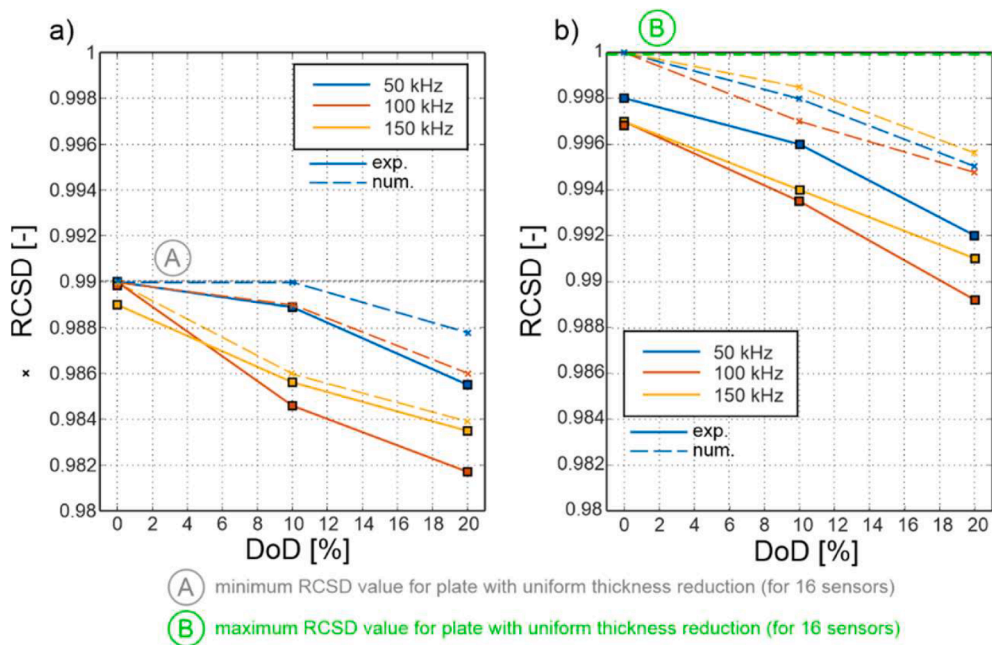 a)
1
0.998
0.996
0.994
0.992
0.99
0.988
0.986
0.984
0.982
0.98
RCSD [-]
50 kHz
100 kHz
150 kHz
exp.
num.
A
0 2 4 6 8 10 12 14 16 18 20
DoD [%]
b)
B
1
0.998
0.996
0.994
0.992
0.99
0.988
0.986
0.984
0.982
0.98
RCSD [-]
50 kHz
100 kHz
150 kHz
exp.
num.
0 2 4 6 8 10 12 14 16 18 20
DoD [%]
A minimum RCSD value for plate with uniform thickness reduction (for 16 sensors)
B maximum RCSD value for plate with uniform thickness reduction (for 16 sensors)